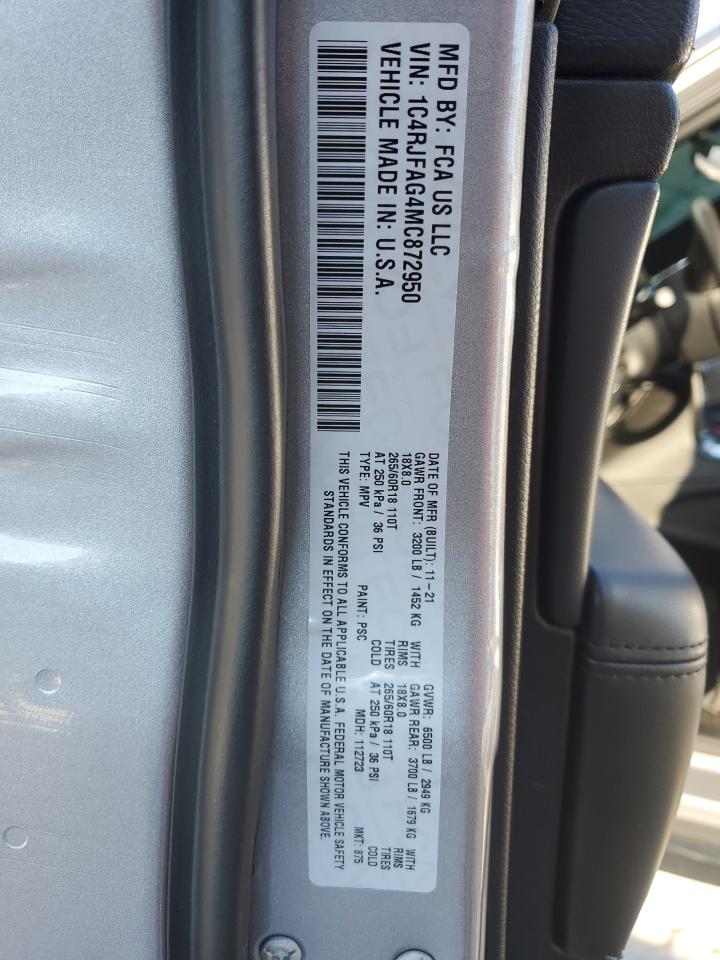 MFD BY: FCA US LLC
VIN: 1C4RJFAG4MC872950
VEHICLE MADE IN: U.S.A.
DATE OF MFR (BUILT): 11-21 GVWR: 6500 LB / 2949 KG
GAWR FRONT: 3200 LB / 1452 KG WITH GAWR REAR: 3700 LB / 1679 KG WITH
18X8.0 RIMS 18X8.0 RIMS
265/60R18 110T TIRES 265/60R18 110T TIRES
AT 250 kPa / 36 PSI COLD AT 250 kPa / 36 PSI COLD
TYPE: MPV PAINT: PSC MDH: 112723 MKT: 875
THIS VEHICLE CONFORMS TO ALL APPLICABLE U.S.A. FEDERAL MOTOR VEHICLE SAFETY
STANDARDS IN EFFECT ON THE DATE OF MANUFACTURE SHOWN ABOVE.